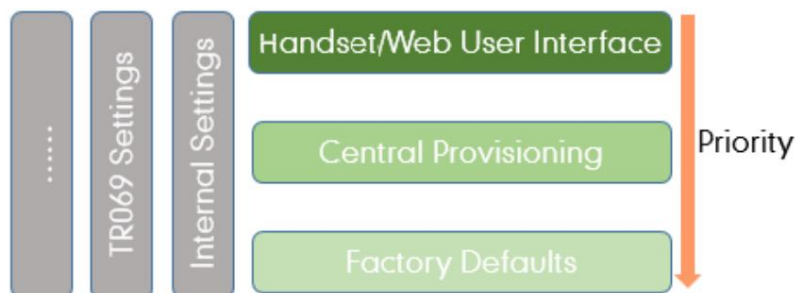 ......
TR069 Settings
Internal Settings
Handset/Web User Interface
Central Provisioning
Factory Defaults
Priority